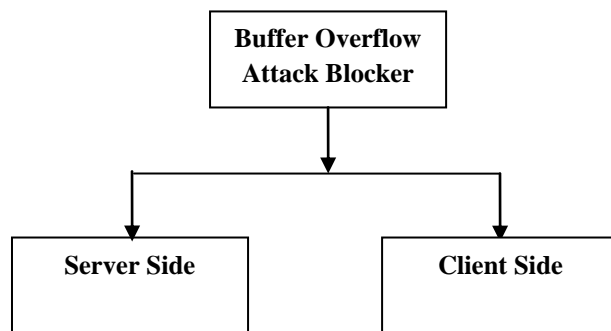 Buffer Overflow
Attack Blocker
Server Side
Client Side